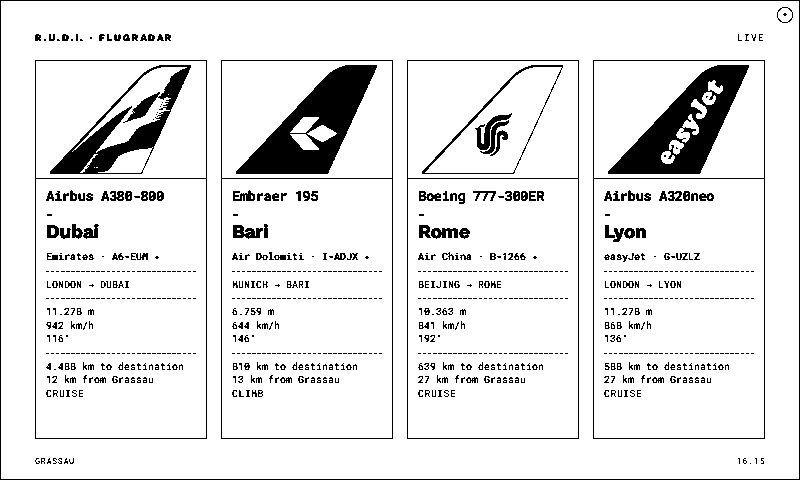 R.U.D.I. · FLUGRADAR
LIVE
easyJet
Airbus A380-800
–
Dubai
Emirates · A6-EUM ✦
LONDON → DUBAI
11.278 m
942 km/h
116°
4.488 km to destination
12 km from Grassau
CRUISE
Embraer 195
–
Bari
Air Dolomiti · I-ADJX ✦
MUNICH → BARI
6.759 m
644 km/h
146°
810 km to destination
13 km from Grassau
CLIMB
Boeing 777-300ER
–
Rome
Air China · B-1266 ✦
BEIJING → ROME
10.363 m
841 km/h
192°
639 km to destination
27 km from Grassau
CRUISE
Airbus A320neo
–
Lyon
easyJet · G-UZLZ
LONDON → LYON
11.278 m
868 km/h
136°
588 km to destination
27 km from Grassau
CRUISE
GRASSAU
16.15